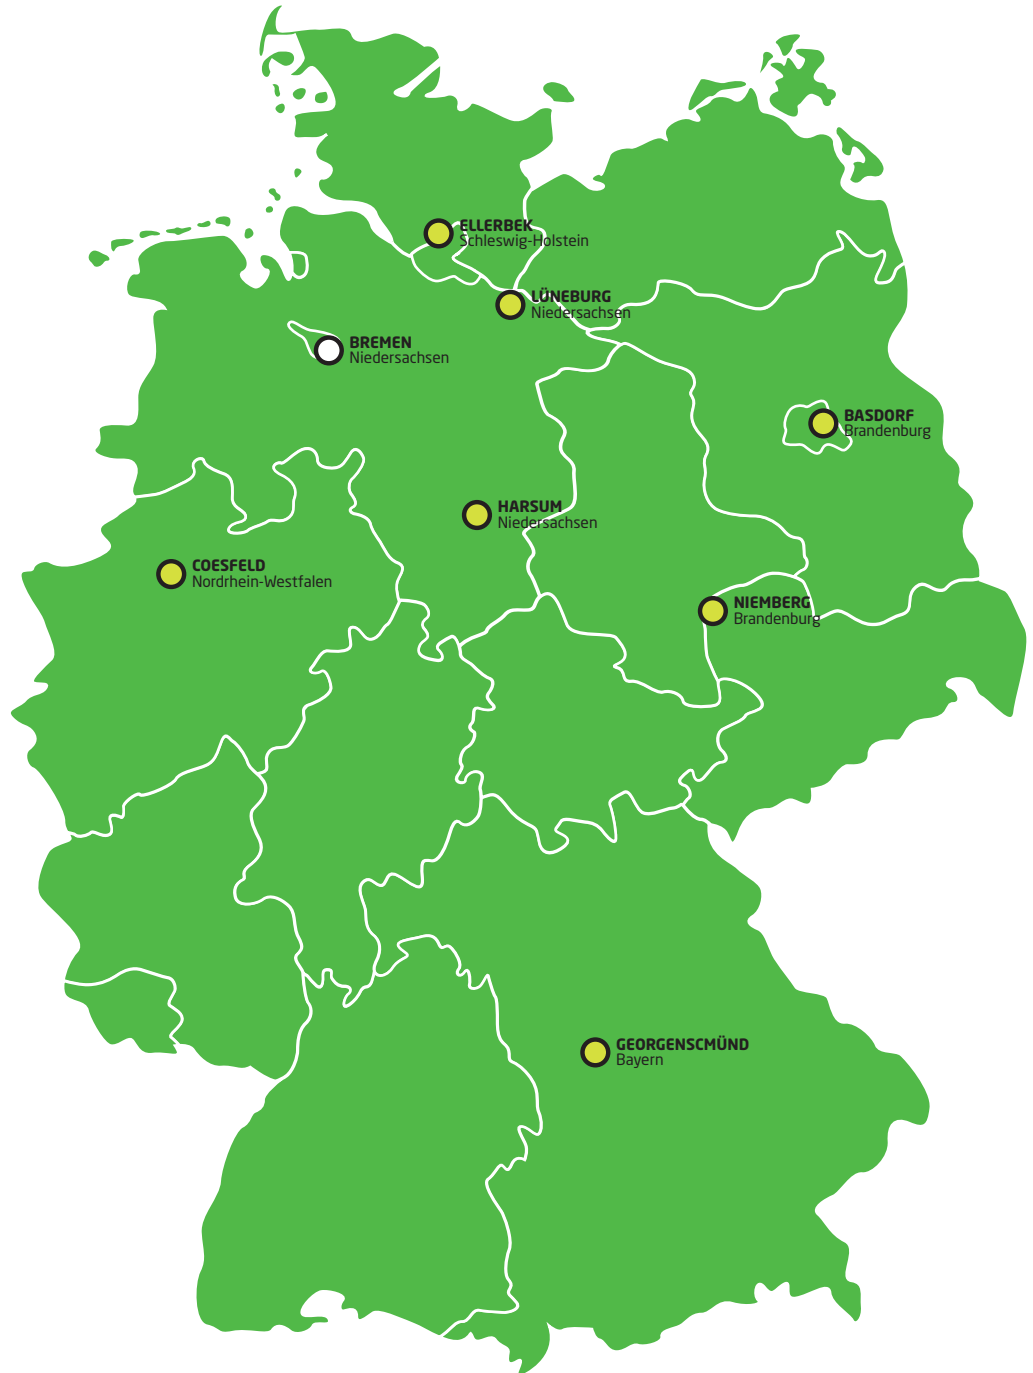 ELLERBEK
Schleswig-Holstein
LÜNEBURG
Niedersachsen
BREMEN
Niedersachsen
BASDORF
Brandenburg
HARSUM
Niedersachsen
COESFELD
Nordrhein-Westfalen
NIEMBERG
Brandenburg
GEORGENSCMÜND
Bayern